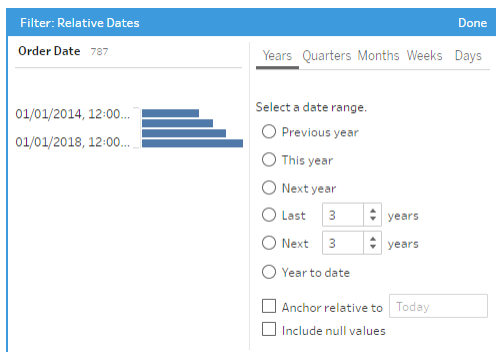 Filter: Relative Dates Done
Order Date 787
Years Quarters Months Weeks Days
Select a date range.
Previous year
01/01/2014, 12:00...
01/01/2018, 12:00...
This year
Next year
Last 3 years
Next 3 years
Year to date
Anchor relative to Today
Include null values